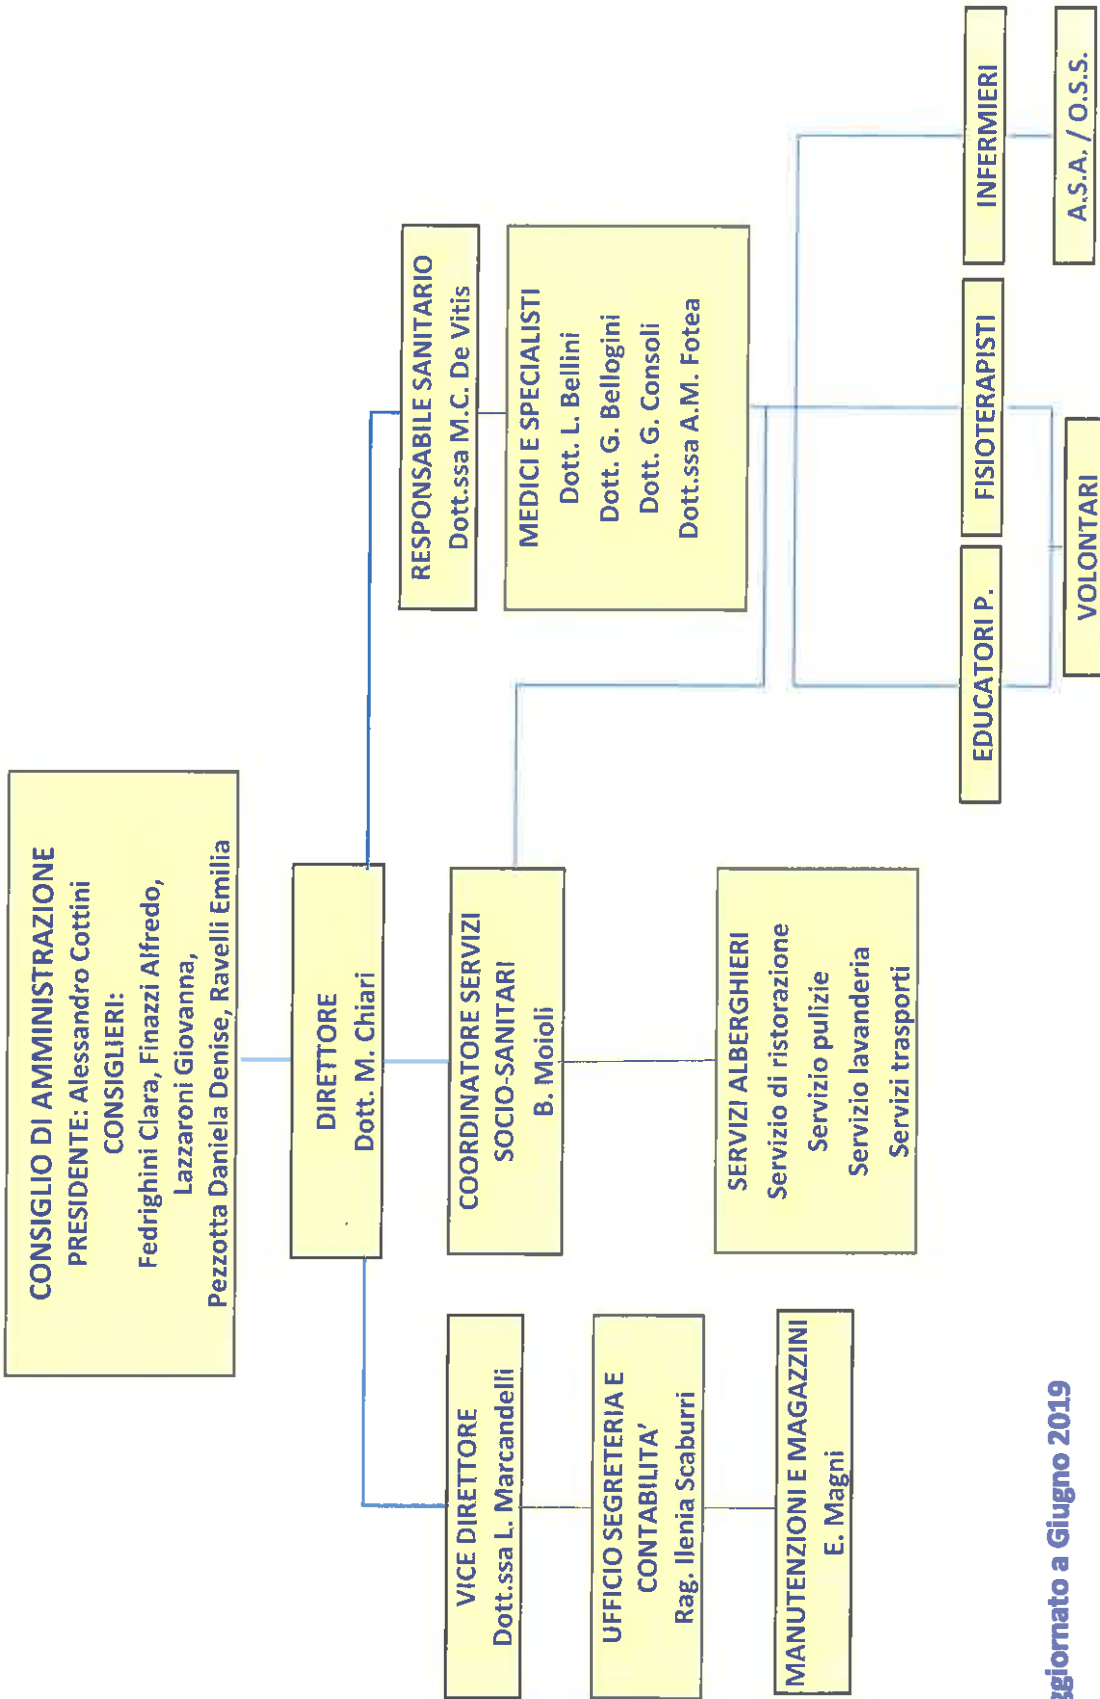 CONSIGLIO DI AMMINISTRAZIONE
PRESIDENTE: Alessandro Cottini
CONSIGLIERI:
Fedrighini Clara, Finazzi Alfredo,
Lazzaroni Giovanna,
Pezzotta Daniela Denise, Ravelli Emilia
DIRETTORE
Dott. M. Chiari
VICE DIRETTORE
Dott.ssa L. Marcandelli
UFFICIO SEGRETERIA E
CONTABILITA'
Rag. Ilenia Scaburri
MANUTENZIONI E MAGAZZINI
E. Magni
COORDINATORE SERVIZI
SOCIO-SANITARI
B. Moioli
SERVIZI ALBERGHIERI
Servizio di ristorazione
Servizio pulizie
Servizio lavanderia
Servizi trasporti
RESPONSABILE SANITARIO
Dott.ssa M.C. De Vitis
MEDICI E SPECIALISTI
Dott. L. Bellini
Dott. G. Bellogini
Dott. G. Consoli
Dott.ssa A.M. Fotea
EDUCATORI P.
FISIOTERAPISTI
INFERMIERI
VOLONTARI
A.S.A. / O.S.S.
ggiornato a Giugno 2019